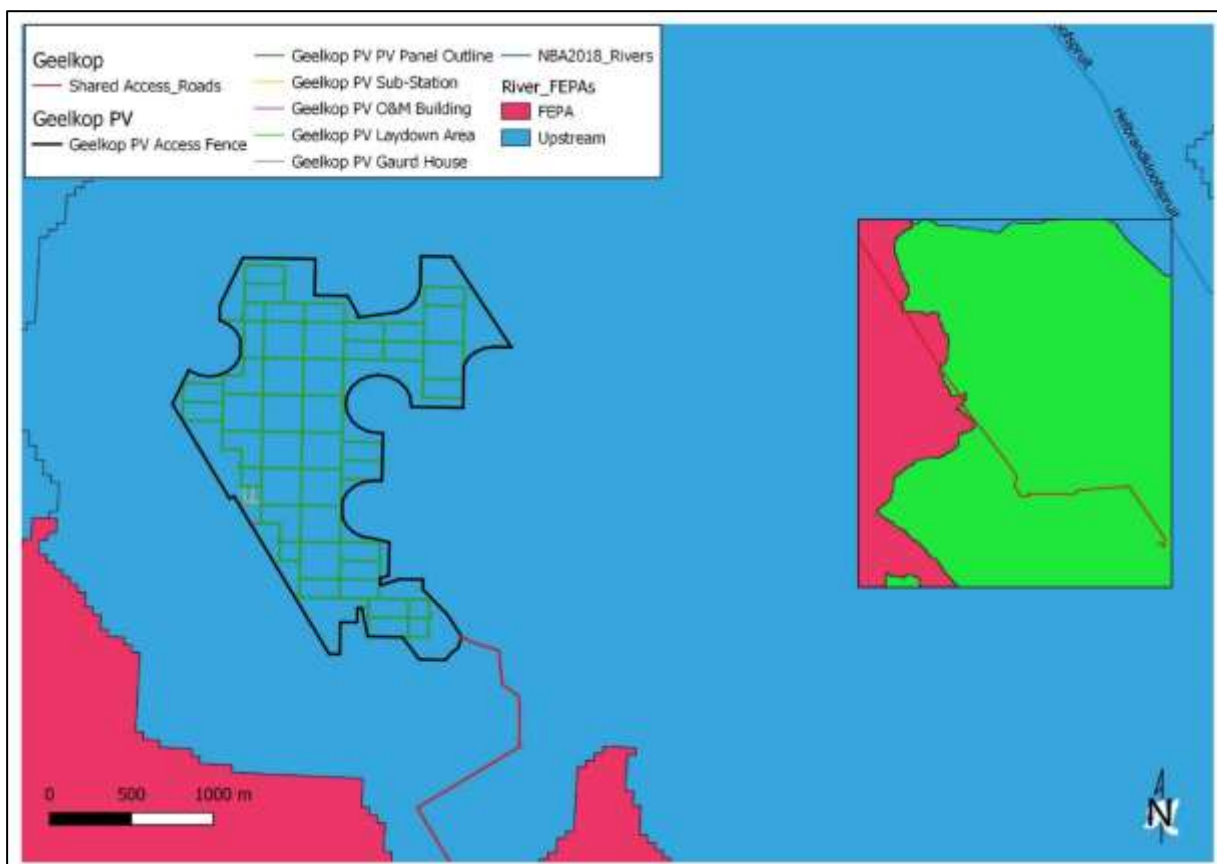 Geelkop
Shared Access_Roads
Geelkop PV
Geelkop PV Access Fence
Geelkop PV PV Panel Outline
Geelkop PV Sub-Station
Geelkop PV O&M Building
Geelkop PV Laydown Area
Geelkop PV Gaurd House
NBA2018_Rivers
River_FEPAs
FEPA
Upstream
0 500 1000 m
N